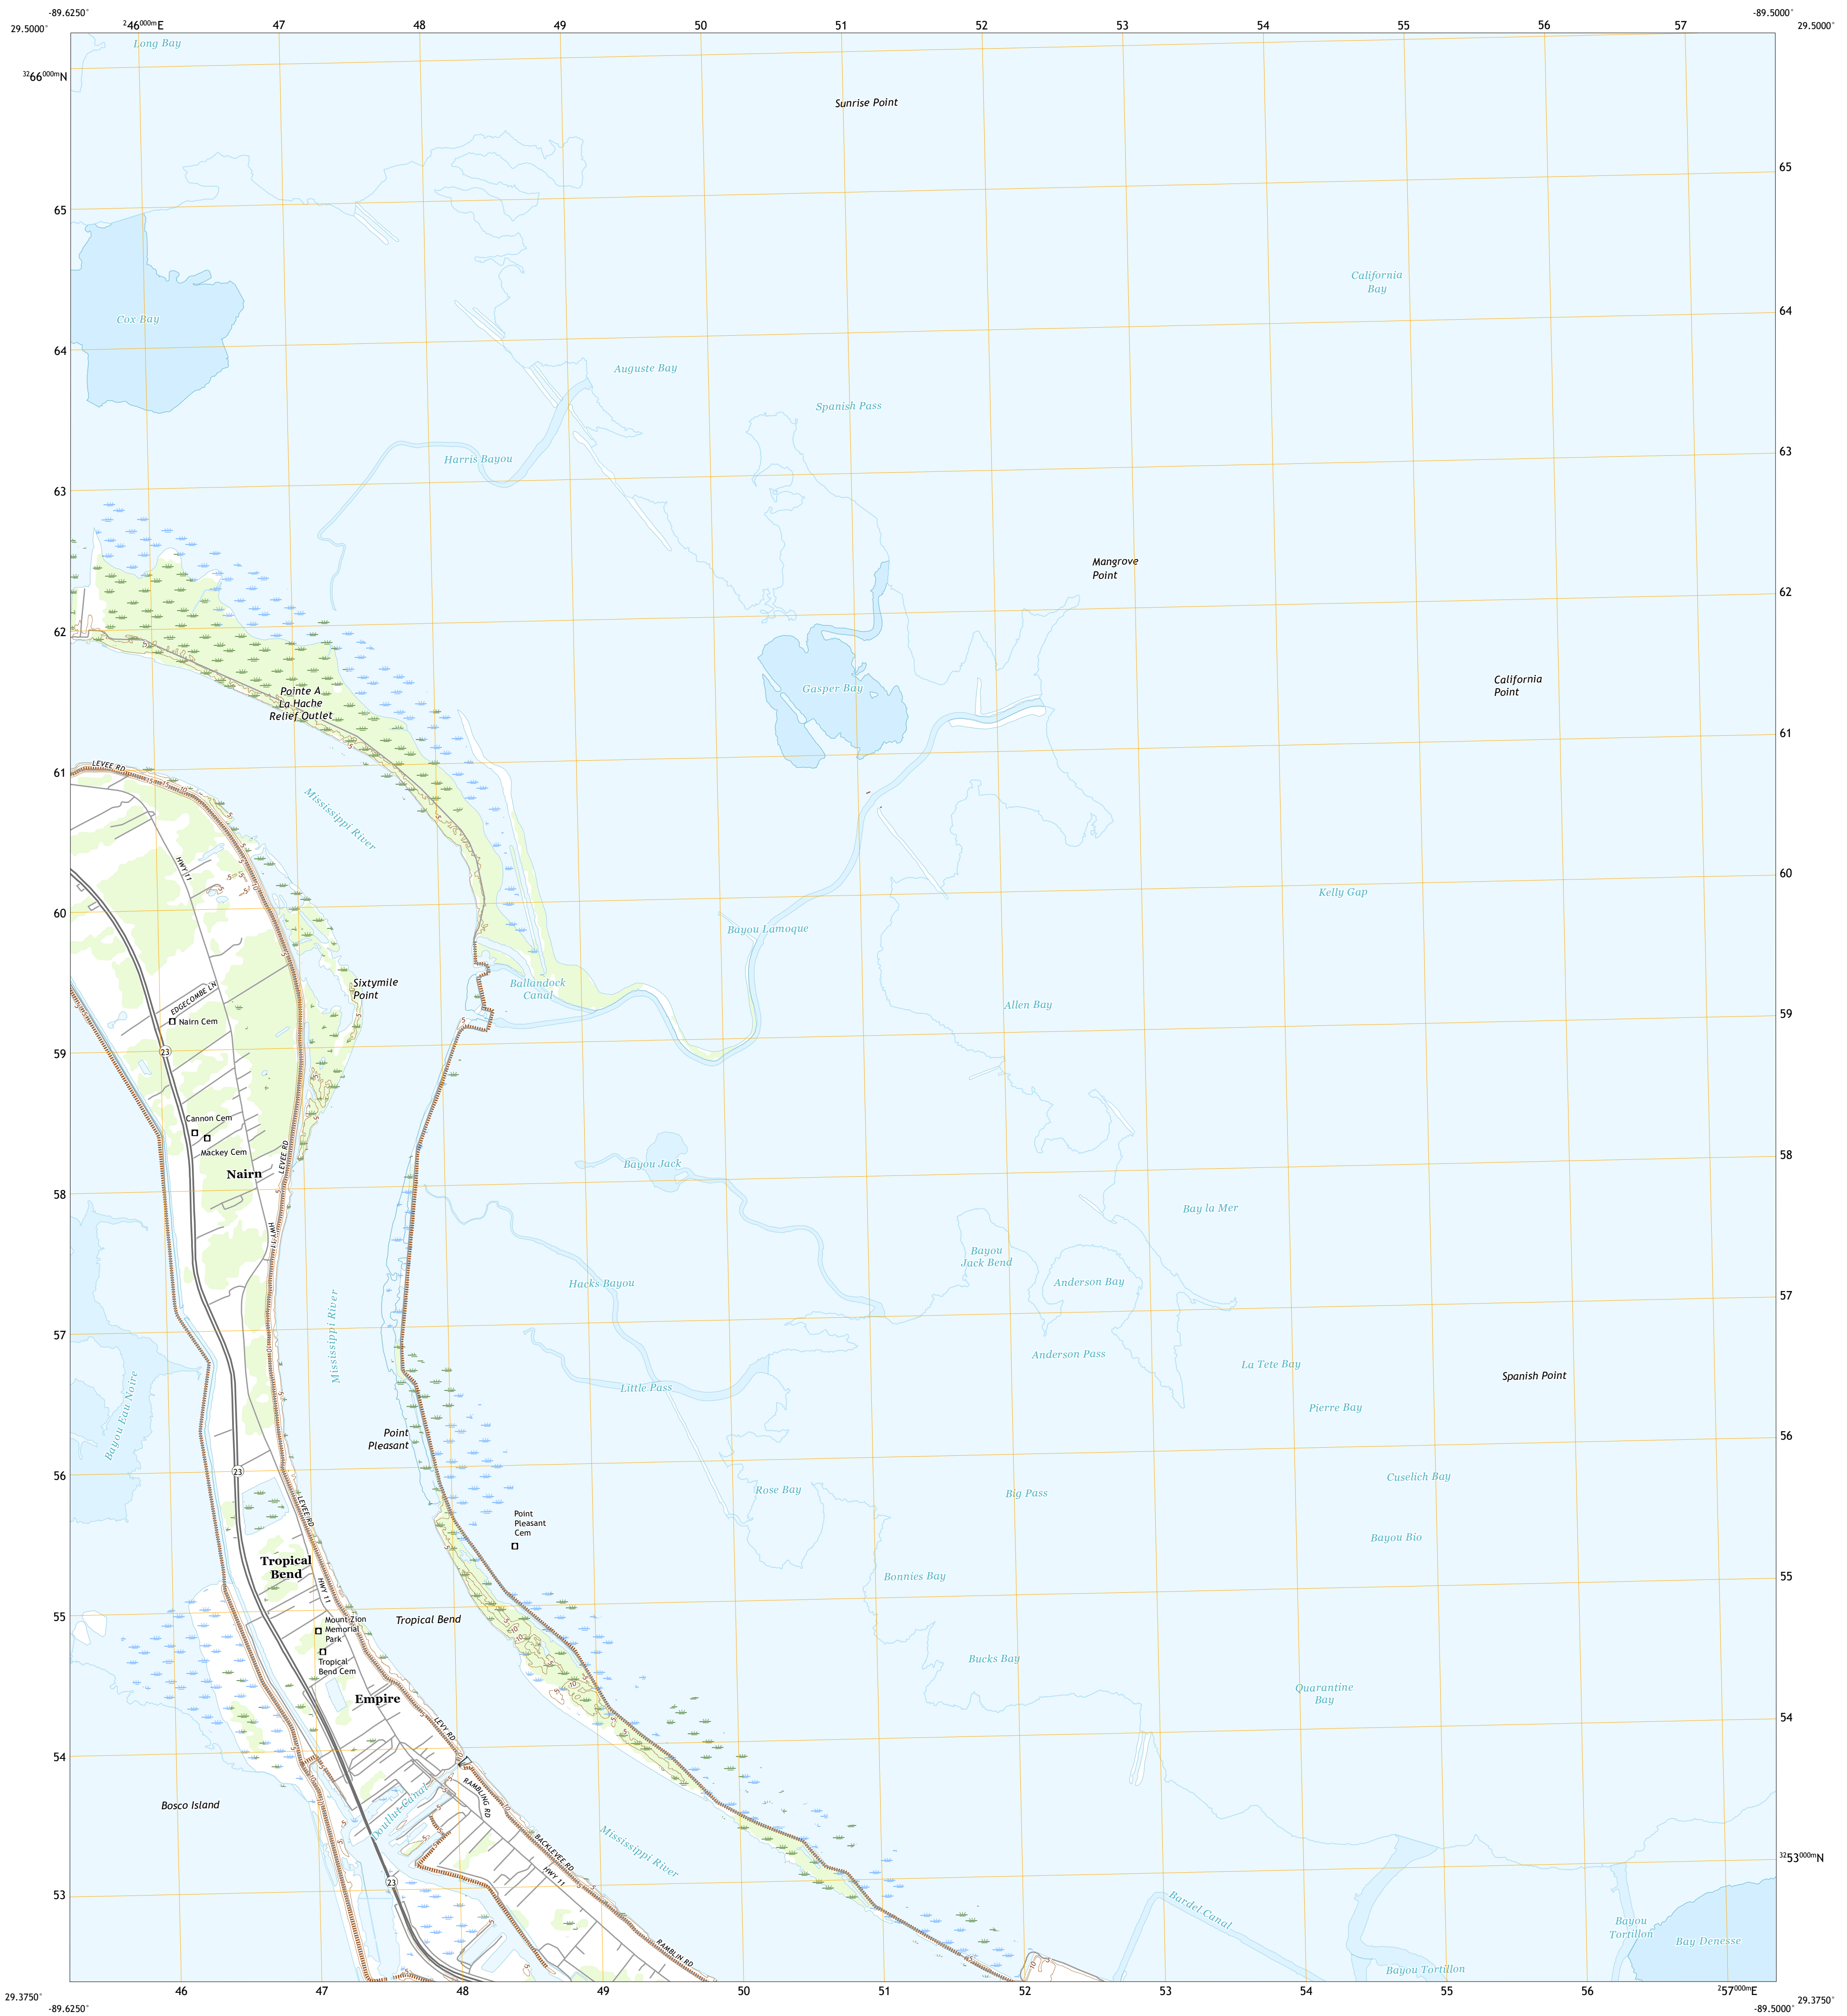 -89.6250°
-89.5000°
29.5000°
²46⁰⁰⁰ᵐE
47
48
49
50
51
52
53
54
55
56
57
29.5000°
Long Bay
³²66⁰⁰⁰ᵐN
Sunrise Point
65
65
California
Bay
64
Cox Bay
64
Auguste Bay
Spanish Pass
63
Harris Bayou
63
Mangrove
Point
62
62
California
Point
Gasper Bay
Pointe A
La Hache
Relief Outlet
61
LEVEE RD
61
Mississippi River
HWY 11
60
Kelly Gap
60
Bayou Lamoque
Sixtymile
Point
Ballandock
Canal
EDGECOMBE LN
Nairn Cem
Allen Bay
59
23
59
Cannon Cem
Mackey Cem
Nairn
LEVEE RD
Bayou Jack
58
58
HWY 11
Bay la Mer
Bayou
Jack Bend
Hacks Bayou
Anderson Bay
57
Mississippi River
57
Anderson Pass
La Tete Bay
Spanish Point
Little Pass
Bayou Eau Noire
Pierre Bay
Point
Pleasant
56
23
56
Cuselich Bay
Rose Bay
Big Pass
LEVEE RD
Point
Pleasant
Cem
Bayou Bio
Tropical
Bend
HWY 11
Bonnies Bay
55
55
Mount Zion
Memorial
Park
Tropical Bend
Tropical
Bend Cem
Bucks Bay
Empire
Quarantine
Bay
54
LEVY RD
54
RAMBLING RD
Bosco Island
Doullut Canal
BACKLEVEE RD
Mississippi River
HWY 11
³²53⁰⁰⁰ᵐN
53
23
Bardel Canal
Bayou
Tortillon
Bay Denesse
RAMBLIN RD
Bayou Tortillon
29.3750°
46
47
48
49
50
51
52
53
54
55
56
²57⁰⁰⁰ᵐE
29.3750°
-89.6250°
-89.5000°